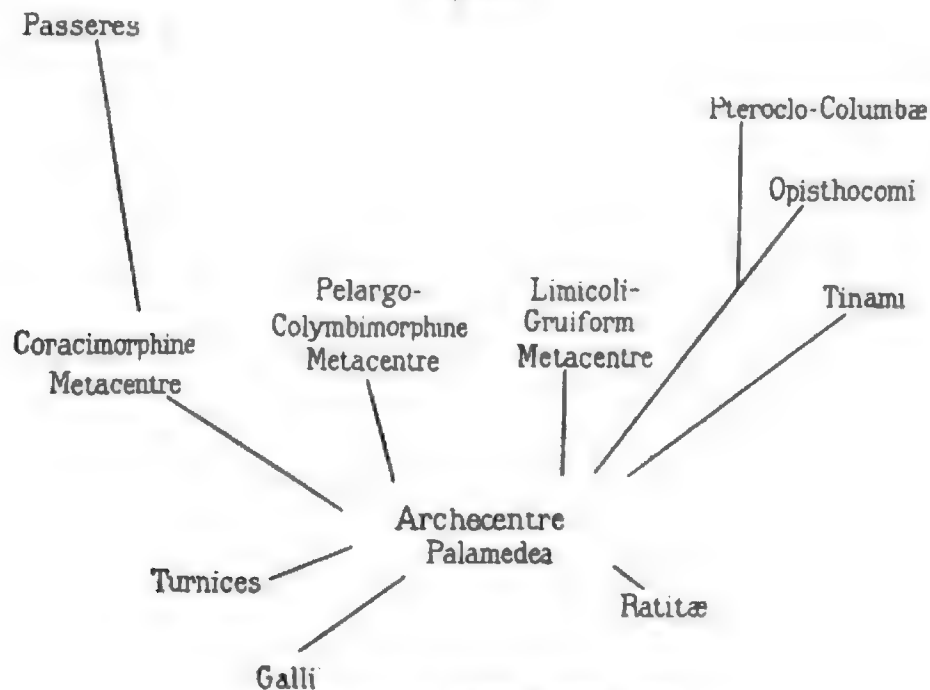 Passeres
Pteroclo-Columbæ
Opisthocomi
Tinami
Pelargo-
Colymbimorphine
Metacentre
Limicoli-
Gruiform
Metacentre
Coracimorphine
Metacentre
Archecentre
Palamedea
Turnices
Ratitæ
Galli